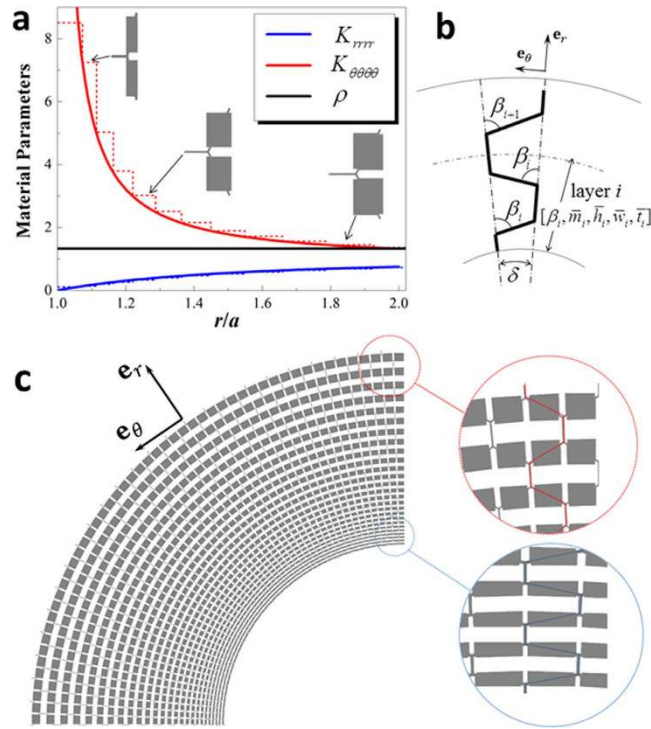 a
Material Parameters
8
6
4
2
0
1.0
1.2
1.4
1.6
1.8
2.0
r/a
K_rrrr
K_θθθθ
ρ
b
e_r
e_θ
β_i+1
β_i
β_i
layer i
[β_i, m̄_i, h̄_i, w̄_i, t̄_i]
δ
c
e_r
e_θ